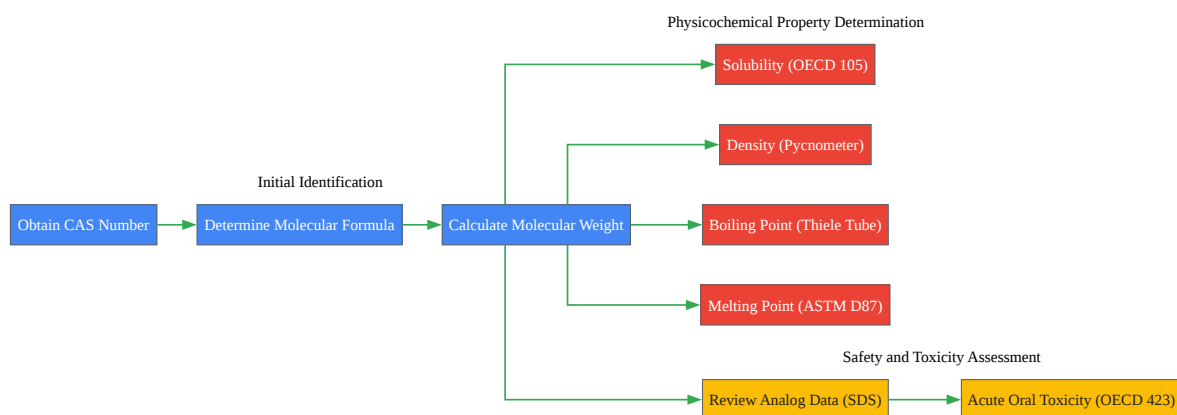 Physicochemical Property Determination
Solubility (OECD 105)
Density (Pycnometer)
Initial Identification
Obtain CAS Number
Determine Molecular Formula
Calculate Molecular Weight
Boiling Point (Thiele Tube)
Melting Point (ASTM D87)
Safety and Toxicity Assessment
Review Analog Data (SDS)
Acute Oral Toxicity (OECD 423)